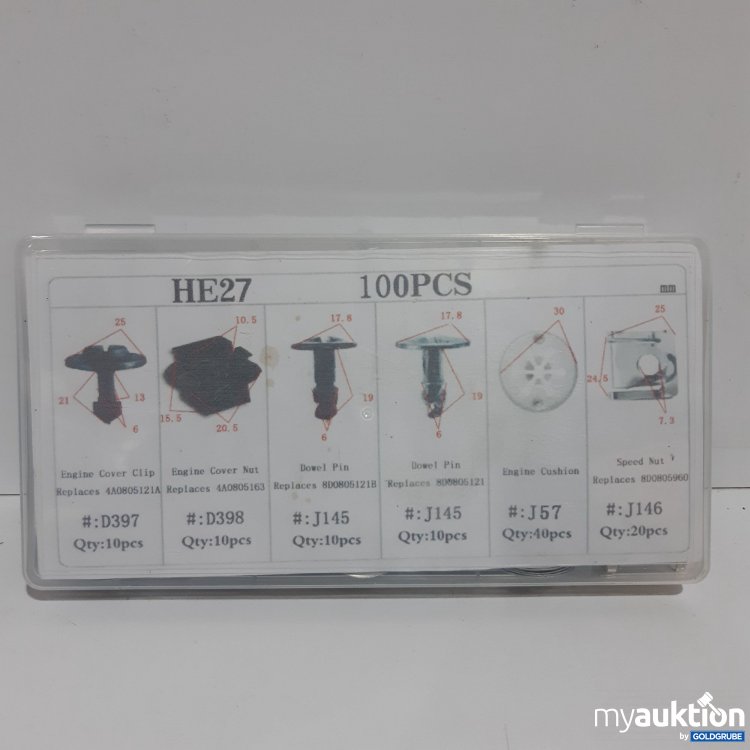 HE27 100PCS mm
25 10.5 17.8 17.8 30 25
21 13 6
15.5 20.5
19 6
19 6
24.5 7.3
Engine Cover Clip
Replaces 4A0805121A
#:D397
Qty:10pcs
Engine Cover Nut
Replaces 4A0805163
#:D398
Qty:10pcs
Dowel Pin
Replaces 8D0805121B
#:J145
Qty:10pcs
Dowel Pin
Replaces 8D0805121
#:J145
Qty:10pcs
Engine Cushion
#:J57
Qty:40pcs
Speed Nut
Replaces 8D0805960
#:J146
Qty:20pcs
myauktion
by GOLDGRUBE